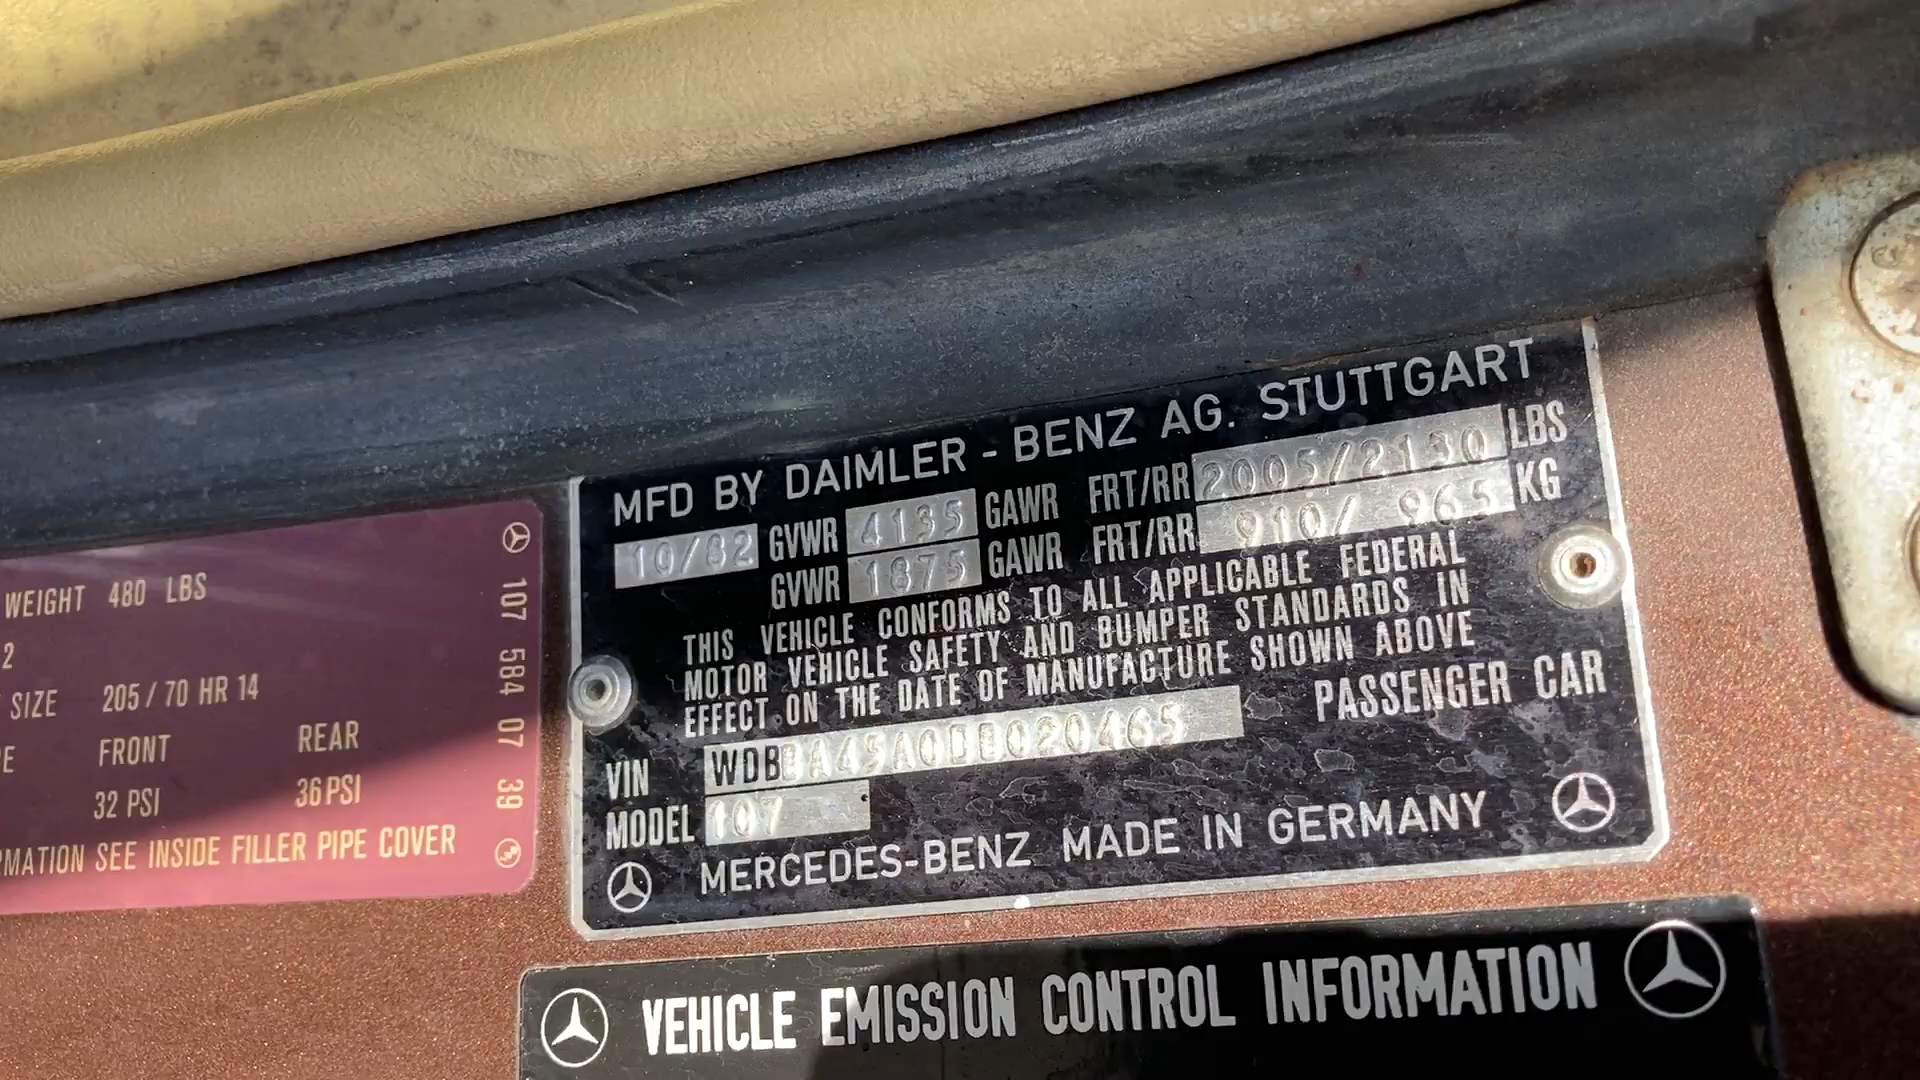 WEIGHT 480 LBS
2
SIZE 205 / 70 HR 14
E FRONT REAR
32 PSI 36 PSI
RMATION SEE INSIDE FILLER PIPE COVER
107 584 07 39
MFD BY DAIMLER - BENZ AG. STUTTGART
10/82 GVWR 4135 GAWR FRT/RR 2005/2130 LBS
GVWR 1875 GAWR FRT/RR 910/ 965 KG
THIS VEHICLE CONFORMS TO ALL APPLICABLE FEDERAL
MOTOR VEHICLE SAFETY AND BUMPER STANDARDS IN
EFFECT ON THE DATE OF MANUFACTURE SHOWN ABOVE
VIN WDBBA45A0DB020465 PASSENGER CAR
MODEL 107
MERCEDES-BENZ MADE IN GERMANY
VEHICLE EMISSION CONTROL INFORMATION